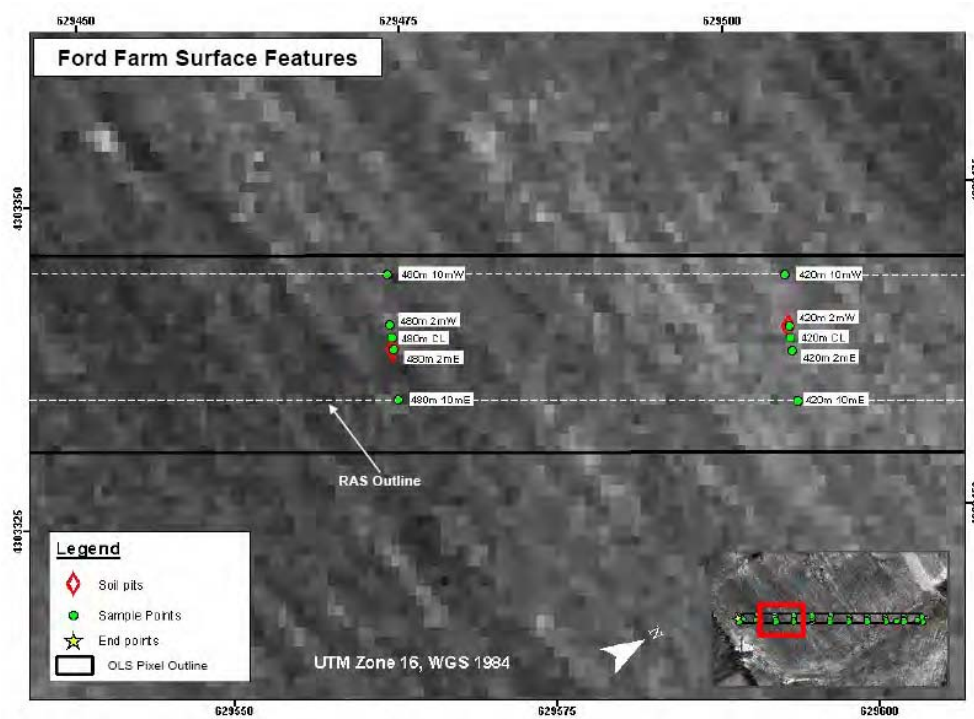 629450
629475
629500
Ford Farm Surface Features
4303350
480m 10mW
420m 10mW
480m 2mW
420m 2mW
480m CL
420m CL
480m 2mE
420m 2mE
480m 10mE
420m 10mE
RAS Outline
4303325
Legend
Soil pits
Sample Points
End points
OLS Pixel Outline
UTM Zone 16, WGS 1984
N
629550
629575
629600